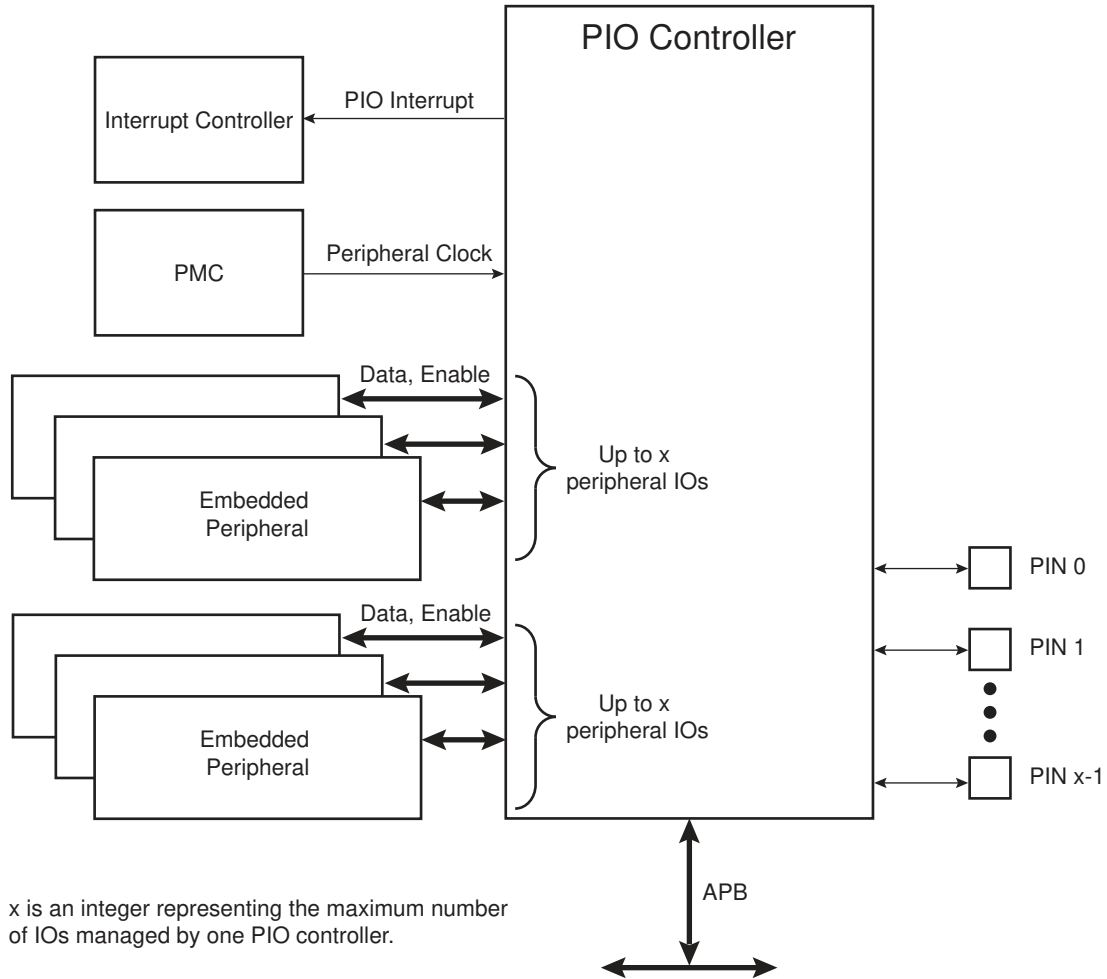 PIO Controller
Interrupt Controller
PIO Interrupt
PMC
Peripheral Clock
Data, Enable
Up to x
peripheral IOs
Embedded
Peripheral
PIN 0
Data, Enable
PIN 1
Up to x
peripheral IOs
Embedded
Peripheral
PIN x-1
APB
x is an integer representing the maximum number
of IOs managed by one PIO controller.